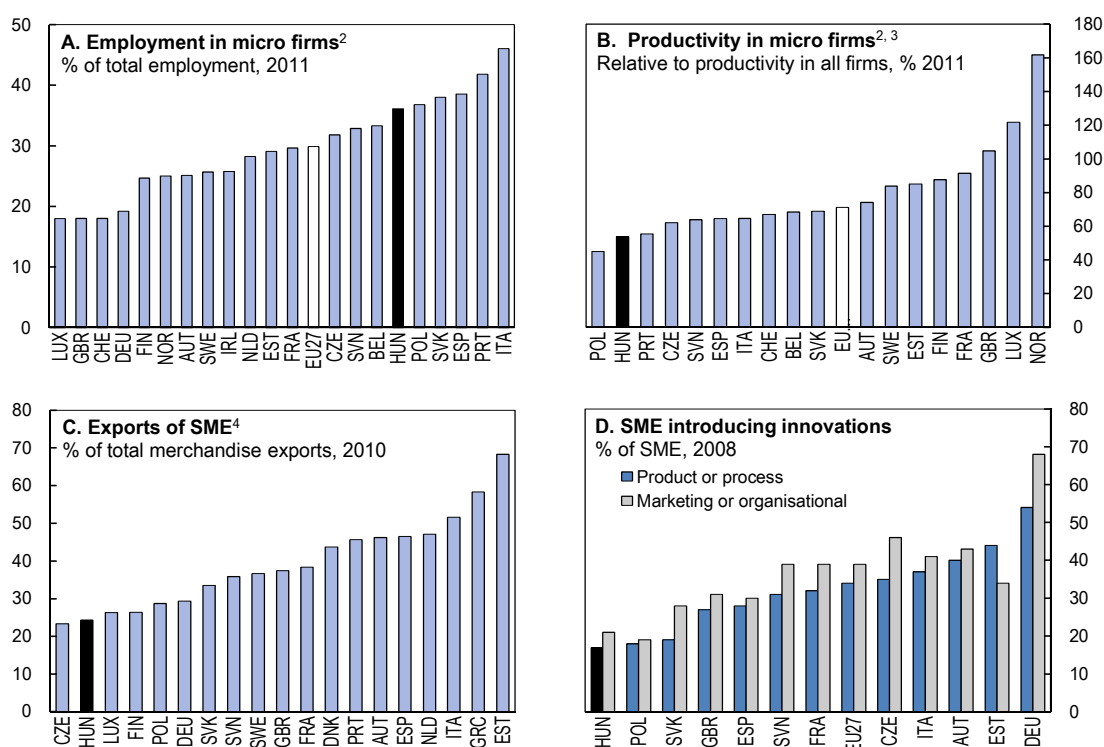 A. Employment in micro firms2
% of total employment, 2011
50
40
30
20
10
0
LUX GBR CHE DEU FIN NOR AUT SWE IRL NLD EST FRA EU27 CZE SVN BEL HUN POL SVK ESP PRT ITA
B. Productivity in micro firms2, 3
Relative to productivity in all firms, % 2011
180
160
140
120
100
80
60
40
20
0
POL HUN PRT CZE SVN ESP ITA CHE BEL SVK EU AUT SWE EST FIN FRA GBR LUX NOR
C. Exports of SME4
% of total merchandise exports, 2010
80
70
60
50
40
30
20
10
0
CZE HUN LUX FIN POL DEU SVK SVN SWE GBR FRA DNK PRT AUT ESP NLD ITA GRC EST
D. SME introducing innovations
% of SME, 2008
Product or process
Marketing or organisational
80
70
60
50
40
30
20
10
0
HUN POL SVK GBR ESP SVN FRA EU27 CZE ITA AUT EST DEU